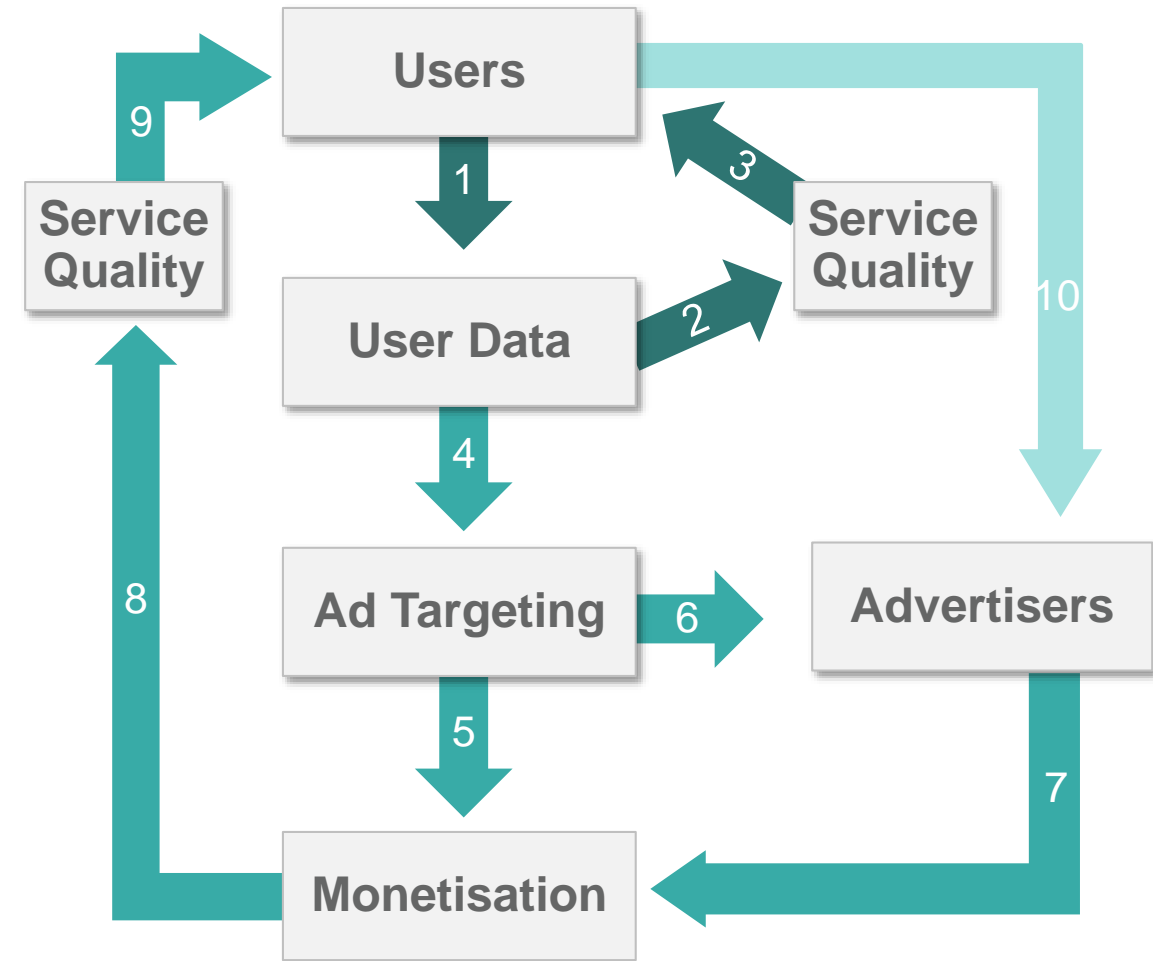 Users
9
1
3
Service
Quality
Service
Quality
10
2
User Data
4
8
Ad Targeting
6
Advertisers
5
7
Monetisation